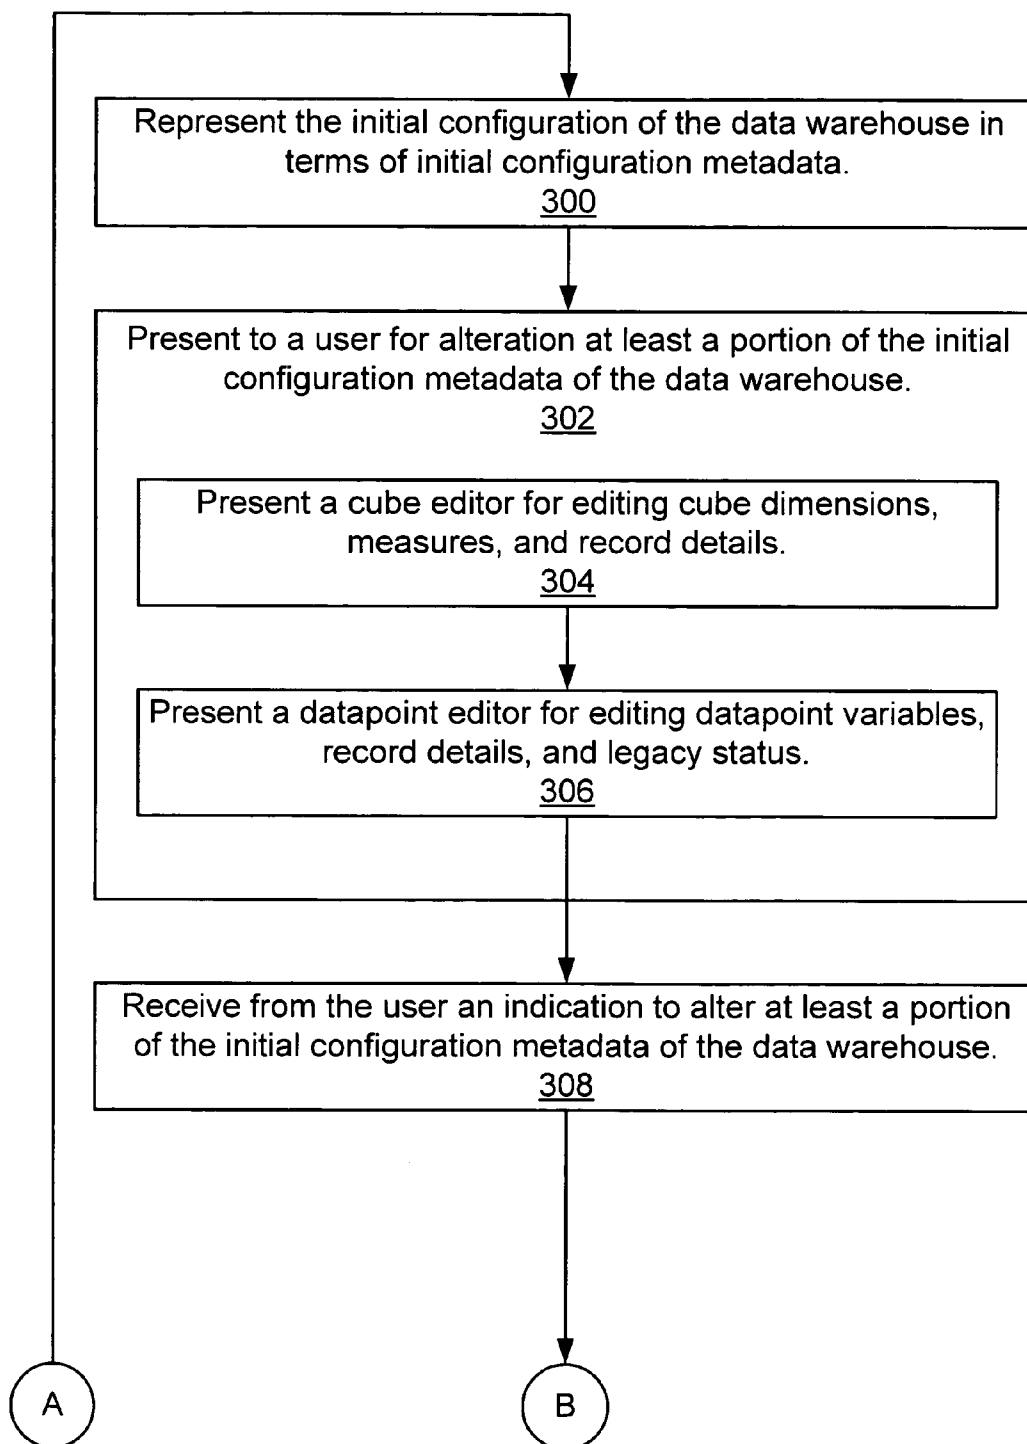 Represent the initial configuration of the data warehouse in
terms of initial configuration metadata.
300
Present to a user for alteration at least a portion of the initial
configuration metadata of the data warehouse.
302
Present a cube editor for editing cube dimensions,
measures, and record details.
304
Present a datapoint editor for editing datapoint variables,
record details, and legacy status.
306
Receive from the user an indication to alter at least a portion
of the initial configuration metadata of the data warehouse.
308
A
B